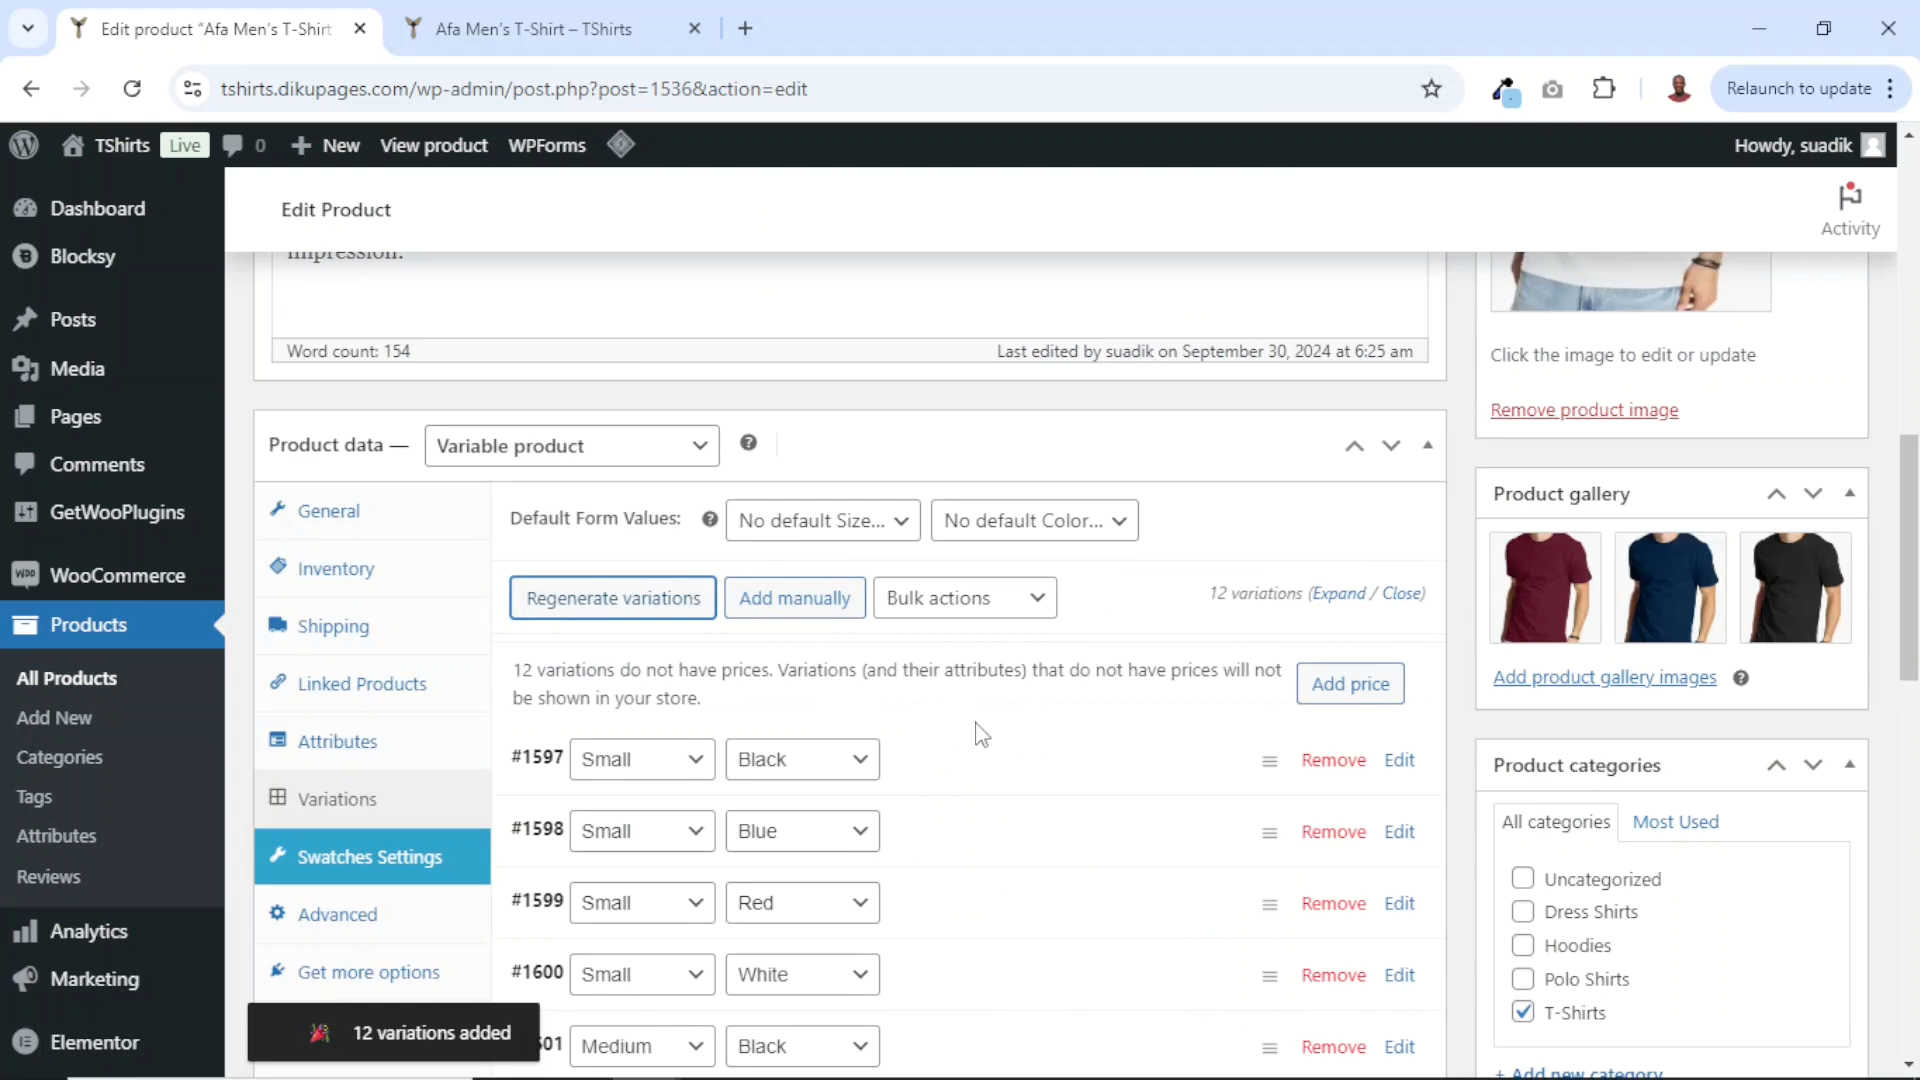 Edit product “Afa Men’s T-Shirt
Afa Men’s T-Shirt – TShirts
tshirts.dikupages.com/wp-admin/post.php?post=1536&action=edit
Relaunch to update
TShirts
Live
0
New
View product
WPForms
Howdy, suadik
Dashboard
Blocksy
Posts
Media
Pages
Comments
GetWooPlugins
WooCommerce
Products
All Products
Add New
Categories
Tags
Attributes
Reviews
Analytics
Marketing
Elementor
Edit Product
Activity
impression.
Word count: 154
Last edited by suadik on September 30, 2024 at 6:25 am
Product data —
Variable product
General
Inventory
Shipping
Linked Products
Attributes
Variations
Swatches Settings
Advanced
Get more options
Default Form Values:
No default Size...
No default Color...
Regenerate variations
Add manually
Bulk actions
12 variations (Expand / Close)
12 variations do not have prices. Variations (and their attributes) that do not have prices will not
be shown in your store.
Add price
#1597 Small Black Remove Edit
#1598 Small Blue Remove Edit
#1599 Small Red Remove Edit
#1600 Small White Remove Edit
601 Medium Black Remove Edit
12 variations added
Click the image to edit or update
Remove product image
Product gallery
Add product gallery images
Product categories
All categories
Most Used
Uncategorized
Dress Shirts
Hoodies
Polo Shirts
T-Shirts
+ Add new category